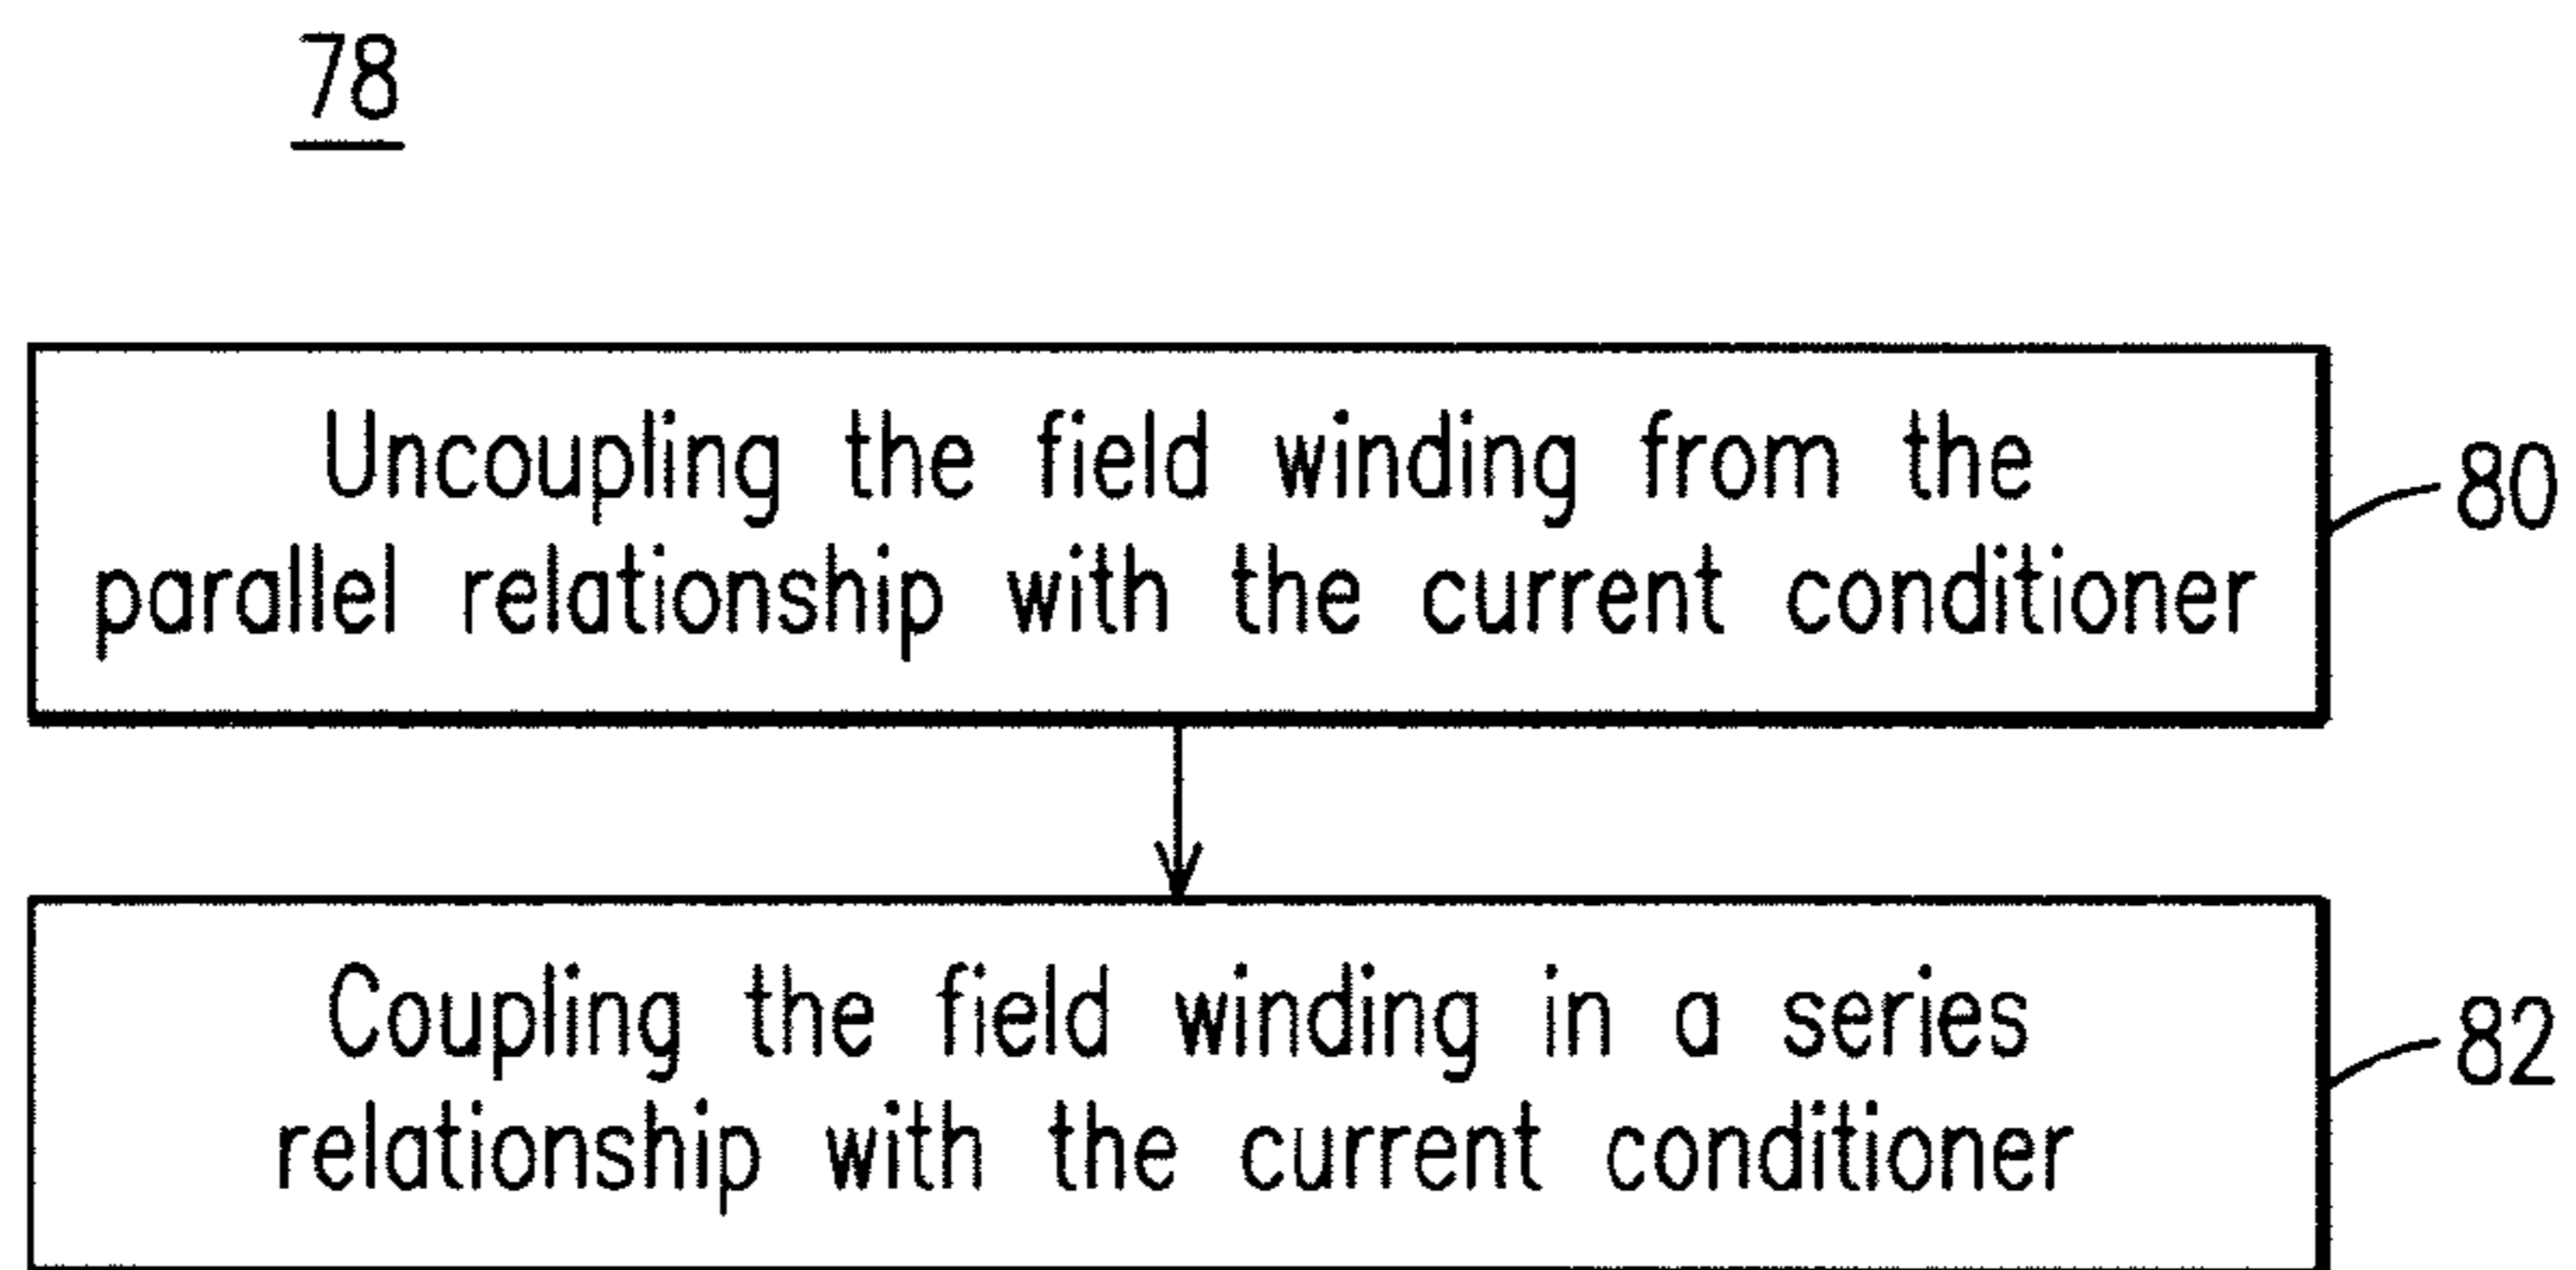 78
Uncoupling the field winding from the
parallel relationship with the current conditioner
80
Coupling the field winding in a series
relationship with the current conditioner
82